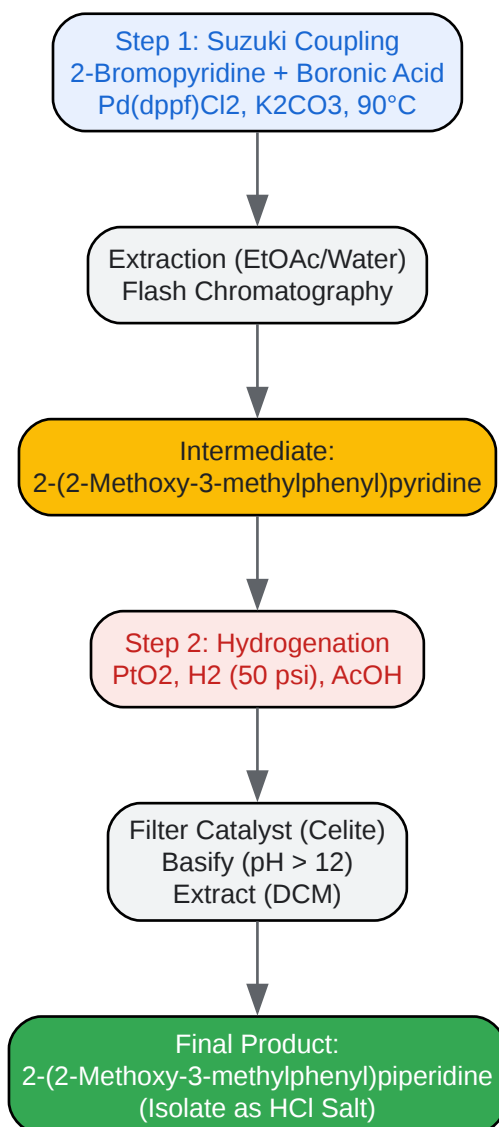 Step 1: Suzuki Coupling
2-Bromopyridine + Boronic Acid
Pd(dppf)Cl2, K2CO3, 90°C
Extraction (EtOAc/Water)
Flash Chromatography
Intermediate:
2-(2-Methoxy-3-methylphenyl)pyridine
Step 2: Hydrogenation
PtO2, H2 (50 psi), AcOH
Filter Catalyst (Celite)
Basify (pH > 12)
Extract (DCM)
Final Product:
2-(2-Methoxy-3-methylphenyl)piperidine
(Isolate as HCl Salt)